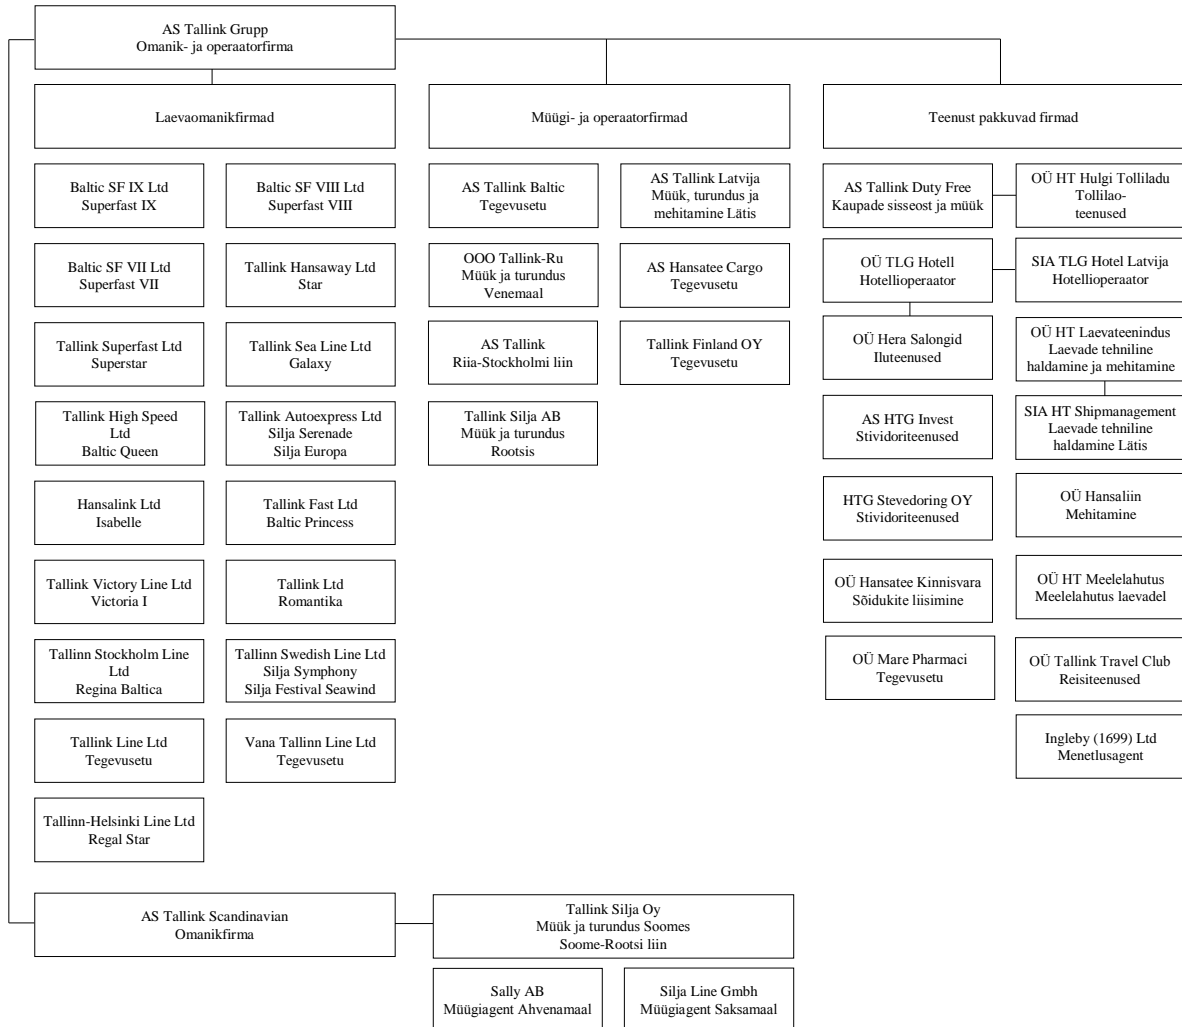 AS Tallink Grupp
Omanik- ja operaatorfirma
Laevaomanikfirmad
Müügi- ja operaatorfirmad
Teenust pakkuvad firmad
Baltic SF IX Ltd
Superfast IX
Baltic SF VIII Ltd
Superfast VIII
AS Tallink Baltic
Tegevusetu
AS Tallink Latvija
Müük, turundus ja
mehitamine Lätis
AS Tallink Duty Free
Kaupade sisseost ja müük
OÜ HT Hulgi Tolliladu
Tollilao-
teenused
Baltic SF VII Ltd
Superfast VII
Tallink Hansaway Ltd
Star
OOO Tallink-Ru
Müük ja turundus
Venemaal
AS Hansatee Cargo
Tegevusetu
OÜ TLG Hotell
Hotellioperaator
SIA TLG Hotel Latvija
Hotellioperaator
Tallink Superfast Ltd
Superstar
Tallink Sea Line Ltd
Galaxy
AS Tallink
Riia-Stockholmi liin
Tallink Finland OY
Tegevusetu
OÜ Hera Salongid
Iluteenused
OÜ HT Laevateenindus
Laevade tehniline
haldamine ja mehitamine
Tallink High Speed
Ltd
Baltic Queen
Tallink Autoexpress Ltd
Silja Serenade
Silja Europa
Tallink Silja AB
Müük ja turundus
Rootsis
AS HTG Invest
Stividoriteenused
SIA HT Shipmanagement
Laevade tehniline
haldamine Lätis
Hansalink Ltd
Isabelle
Tallink Fast Ltd
Baltic Princess
HTG Stevedoring OY
Stividoriteenused
OÜ Hansaliin
Mehitamine
Tallink Victory Line Ltd
Victoria I
Tallink Ltd
Romantika
OÜ Hansatee Kinnisvara
Sõidukite liisimine
OÜ HT Meelelahutus
Meelelahutus laevadel
Tallinn Stockholm Line
Ltd
Regina Baltica
Tallinn Swedish Line Ltd
Silja Symphony
Silja Festival Seawind
OÜ Mare Pharmaci
Tegevusetu
OÜ Tallink Travel Club
Reisiteenused
Tallink Line Ltd
Tegevusetu
Vana Tallinn Line Ltd
Tegevusetu
Ingleby (1699) Ltd
Menetlusagent
Tallinn-Helsinki Line Ltd
Regal Star
AS Tallink Scandinavian
Omanikfirma
Tallink Silja Oy
Müük ja turundus Soomes
Soome-Rootsi liin
Sally AB
Müügiagent Ahvenamaal
Silja Line Gmbh
Müügiagent Saksamaal